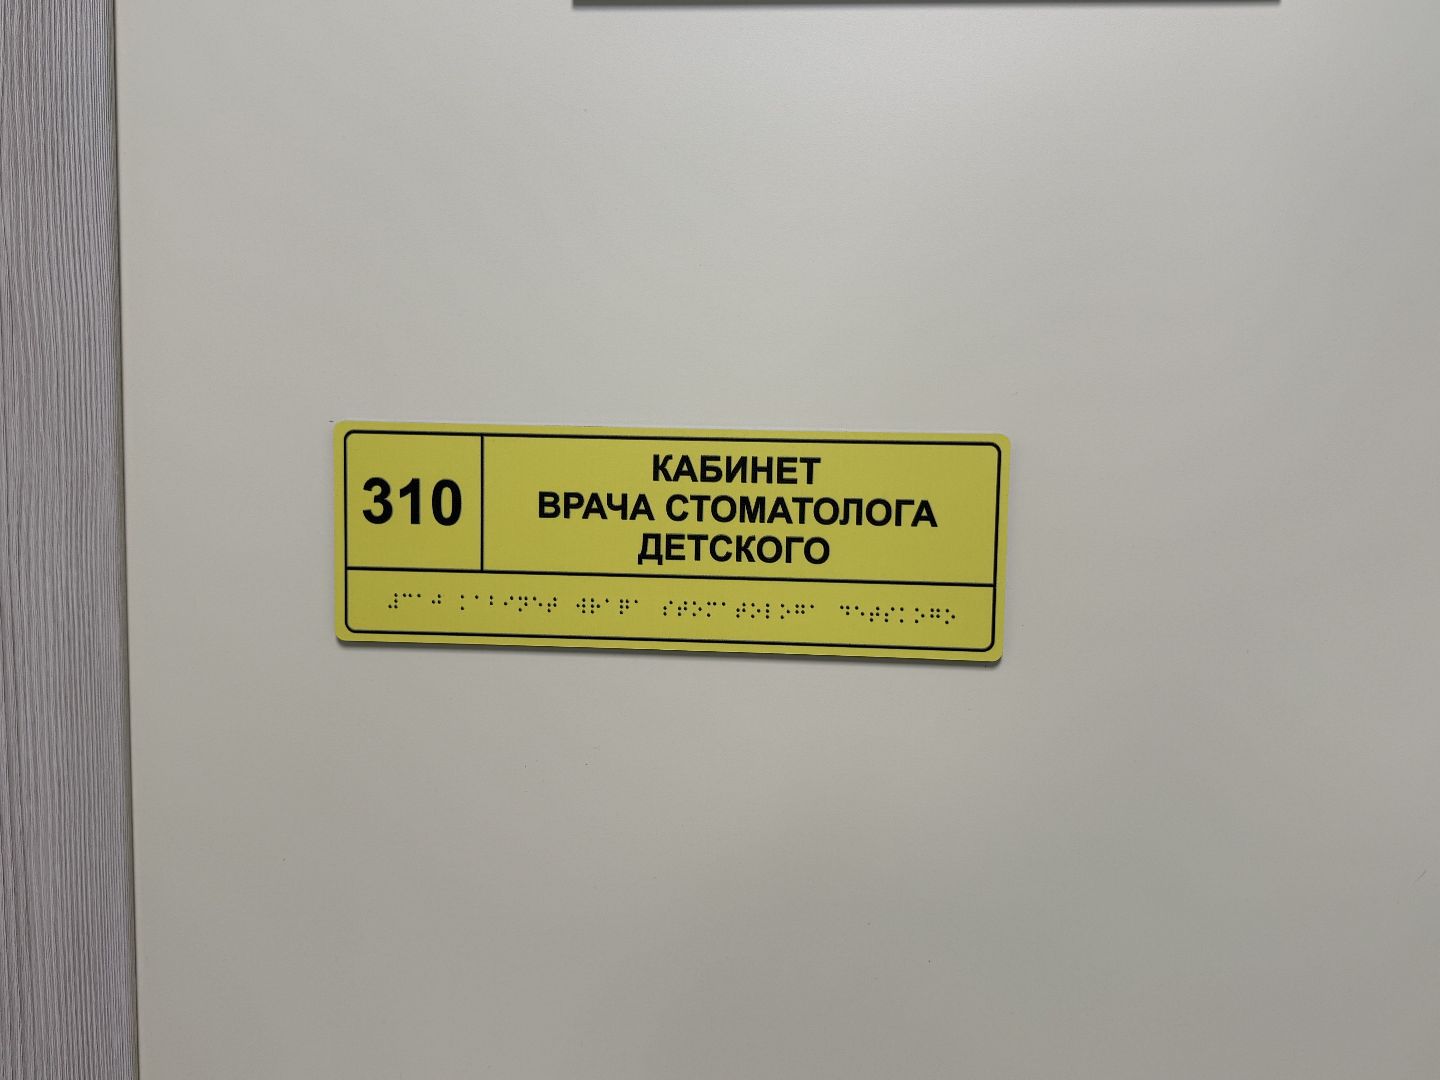 310
КАБИНЕТ
ВРАЧА СТОМАТОЛОГА
ДЕТСКОГО
⠼⠉⠁⠚ ⠅⠁⠃⠊⠝⠑⠞ ⠺⠗⠁⠟⠁ ⠎⠞⠕⠍⠁⠞⠕⠇⠕⠛⠁ ⠙⠑⠞⠎⠅⠕⠛⠕